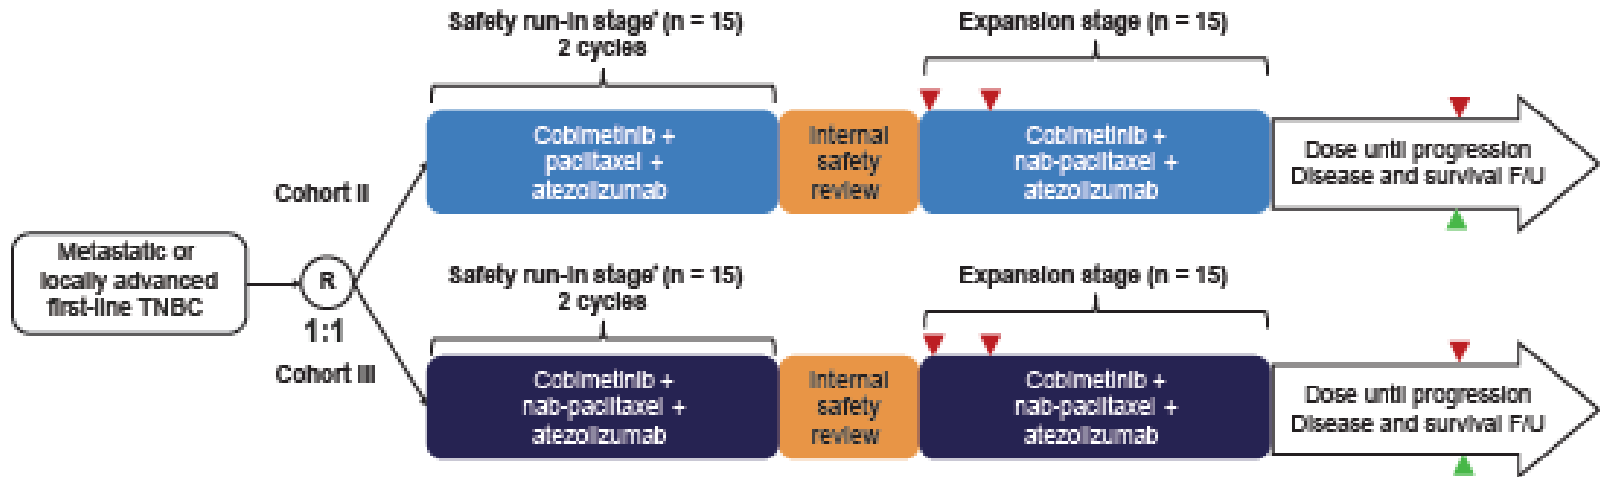 Safety run-in stage* (n = 15)
2 cycles
Expansion stage (n = 15)
Cobimetinib +
paclitaxel +
atezolizumab
Internal
safety
review
Cobimetinib +
nab-paclitaxel +
atezolizumab
Dose until progression
Disease and survival F/U
Cohort II
Metastatic or
locally advanced
first-line TNBC
R
1:1
Cohort III
Safety run-in stage* (n = 15)
2 cycles
Expansion stage (n = 15)
Cobimetinib +
nab-paclitaxel +
atezolizumab
Internal
safety
review
Cobimetinib +
nab-paclitaxel +
atezolizumab
Dose until progression
Disease and survival F/U